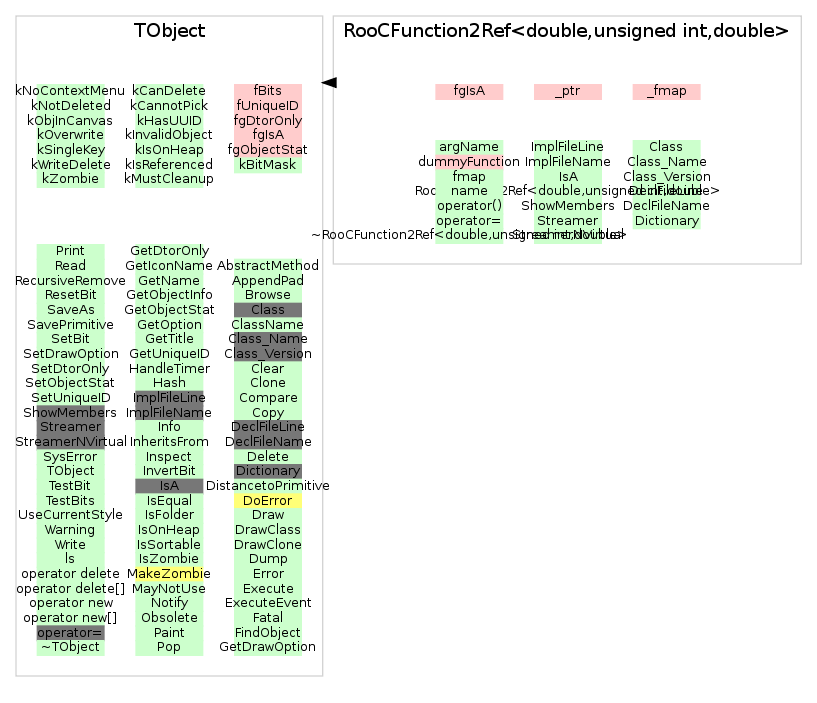 TObject
kNoContextMenu
kNotDeleted
kObjInCanvas
kOverwrite
kSingleKey
kWriteDelete
kZombie
kCanDelete
kCannotPick
kHasUUID
kInvalidObject
kIsOnHeap
kIsReferenced
kMustCleanup
fBits
fUniqueID
fgDtorOnly
fgIsA
fgObjectStat
kBitMask
Print
Read
RecursiveRemove
ResetBit
SaveAs
SavePrimitive
SetBit
SetDrawOption
SetDtorOnly
SetObjectStat
SetUniqueID
ShowMembers
Streamer
StreamerNVirtual
SysError
TObject
TestBit
TestBits
UseCurrentStyle
Warning
Write
ls
operator delete
operator delete[]
operator new
operator new[]
operator=
~TObject
GetDtorOnly
GetIconName
GetName
GetObjectInfo
GetObjectStat
GetOption
GetTitle
GetUniqueID
HandleTimer
Hash
ImplFileLine
ImplFileName
Info
InheritsFrom
Inspect
InvertBit
IsA
IsEqual
IsFolder
IsOnHeap
IsSortable
IsZombie
MakeZombie
MayNotUse
Notify
Obsolete
Paint
Pop
AbstractMethod
AppendPad
Browse
Class
ClassName
Class_Name
Class_Version
Clear
Clone
Compare
Copy
DeclFileLine
DeclFileName
Delete
Dictionary
DistancetoPrimitive
DoError
Draw
DrawClass
DrawClone
Dump
Error
Execute
ExecuteEvent
Fatal
FindObject
GetDrawOption
RooCFunction2Ref<double,unsigned int,double>
fgIsA
_ptr
_fmap
argName
dummyFunction
fmap
name
operator()
operator=
~RooCFunction2Ref<double,unsigned int,double>
ImplFileLine
ImplFileName
IsA
RooCFunction2Ref<double,unsigned int,double>
ShowMembers
Streamer
StreamerNVirtual
Class
Class_Name
Class_Version
DeclFileLine
DeclFileName
Dictionary